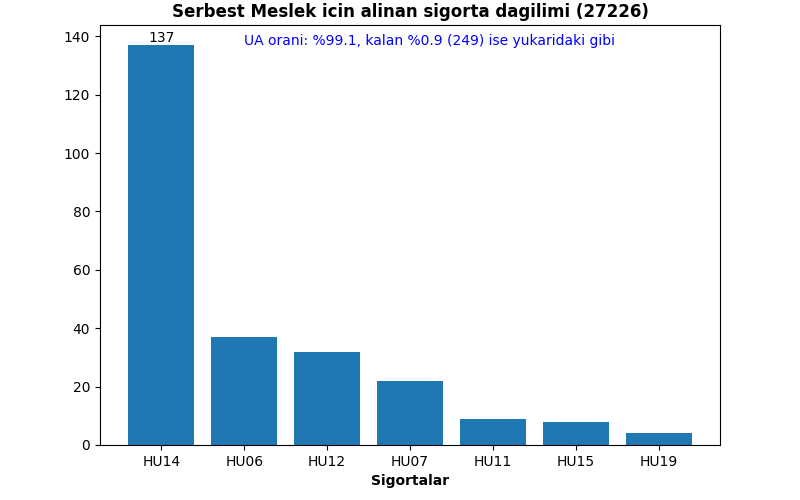 Serbest Meslek icin alinan sigorta dagilimi (27226)
UA orani: %99.1, kalan %0.9 (249) ise yukaridaki gibi
137
140
120
100
80
60
40
20
0
HU14 HU06 HU12 HU07 HU11 HU15 HU19
Sigortalar